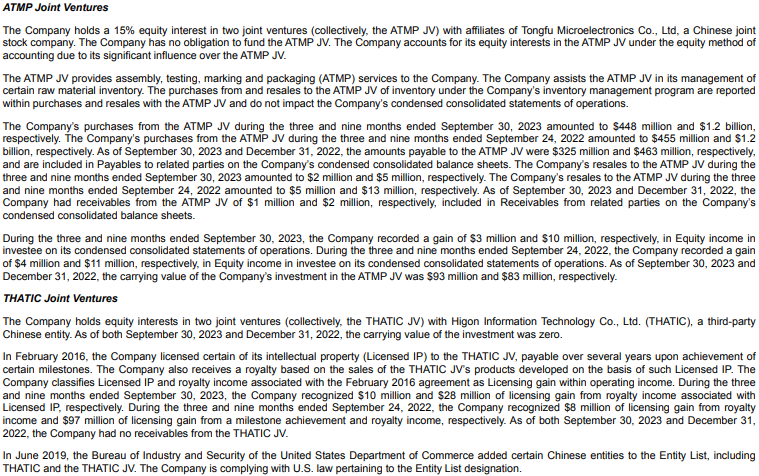 ATMP Joint Ventures
The Company holds a 15% equity interest in two joint ventures (collectively, the ATMP JV) with affiliates of Tongfu Microelectronics Co., Ltd, a Chinese joint
stock company. The Company has no obligation to fund the ATMP JV. The Company accounts for its equity interests in the ATMP JV under the equity method of
accounting due to its significant influence over the ATMP JV.
The ATMP JV provides assembly, testing, marking and packaging (ATMP) services to the Company. The Company assists the ATMP JV in its management of
certain raw material inventory. The purchases from and resales to the ATMP JV of inventory under the Company's inventory management program are reported
within purchases and resales with the ATMP JV and do not impact the Company's condensed consolidated statements of operations.
The Company's purchases from the ATMP JV during the three and nine months ended September 30, 2023 amounted to $448 million and $1.2 billion,
respectively. The Company's purchases from the ATMP JV during the three and nine months ended September 24, 2022 amounted to $455 million and $1.2
billion, respectively. As of September 30, 2023 and December 31, 2022, the amounts payable to the ATMP JV were $325 million and $463 million, respectively,
and are included in Payables to related parties on the Company's condensed consolidated balance sheets. The Company's resales to the ATMP JV during the
three and nine months ended September 30, 2023 amounted to $2 million and $5 million, respectively. The Company's resales to the ATMP JV during the three
and nine months ended September 24, 2022 amounted to $5 million and $13 million, respectively. As of September 30, 2023 and December 31, 2022, the
Company had receivables from the ATMP JV of $1 million and $2 million, respectively, included in Receivables from related parties on the Company's
condensed consolidated balance sheets.
During the three and nine months ended September 30, 2023, the Company recorded a gain of $3 million and $10 million, respectively, in Equity income in
investee on its condensed consolidated statements of operations. During the three and nine months ended September 24, 2022, the Company recorded a gain
of $4 million and $11 million, respectively, in Equity income in investee on its condensed consolidated statements of operations. As of September 30, 2023 and
December 31, 2022, the carrying value of the Company's investment in the ATMP JV was $93 million and $83 million, respectively.
THATIC Joint Ventures
The Company holds equity interests in two joint ventures (collectively, the THATIC JV) with Higon Information Technology Co., Ltd. (THATIC), a third-party
Chinese entity. As of both September 30, 2023 and December 31, 2022, the carrying value of the investment was zero.
In February 2016, the Company licensed certain of its intellectual property (Licensed IP) to the THATIC JV, payable over several years upon achievement of
certain milestones. The Company also receives a royalty based on the sales of the THATIC JV's products developed on the basis of such Licensed IP. The
Company classifies Licensed IP and royalty income associated with the February 2016 agreement as Licensing gain within operating income. During the three
and nine months ended September 30, 2023, the Company recognized $10 million and $28 million of licensing gain from royalty income associated with
Licensed IP, respectively. During the three and nine months ended September 24, 2022, the Company recognized $8 million of licensing gain from royalty
income and $97 million of licensing gain from a milestone achievement and royalty income, respectively. As of both September 30, 2023 and December 31,
2022, the Company had no receivables from the THATIC JV.
In June 2019, the Bureau of Industry and Security of the United States Department of Commerce added certain Chinese entities to the Entity List, including
THATIC and the THATIC JV. The Company is complying with U.S. law pertaining to the Entity List designation.